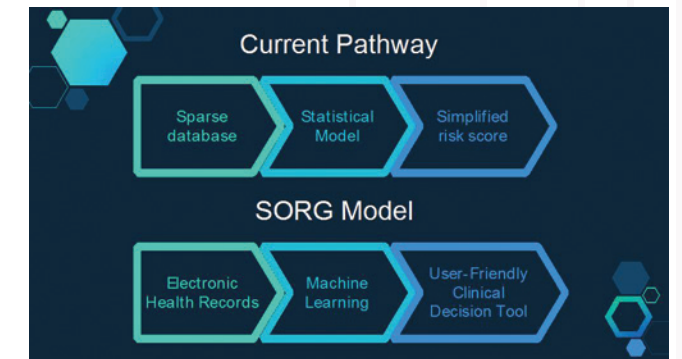 Current Pathway
Sparse
database
Statistical
Model
Simplified
risk score
SORG Model
Electronic
Health Records
Machine
Learning
User-Friendly
Clinical
Decision Tool